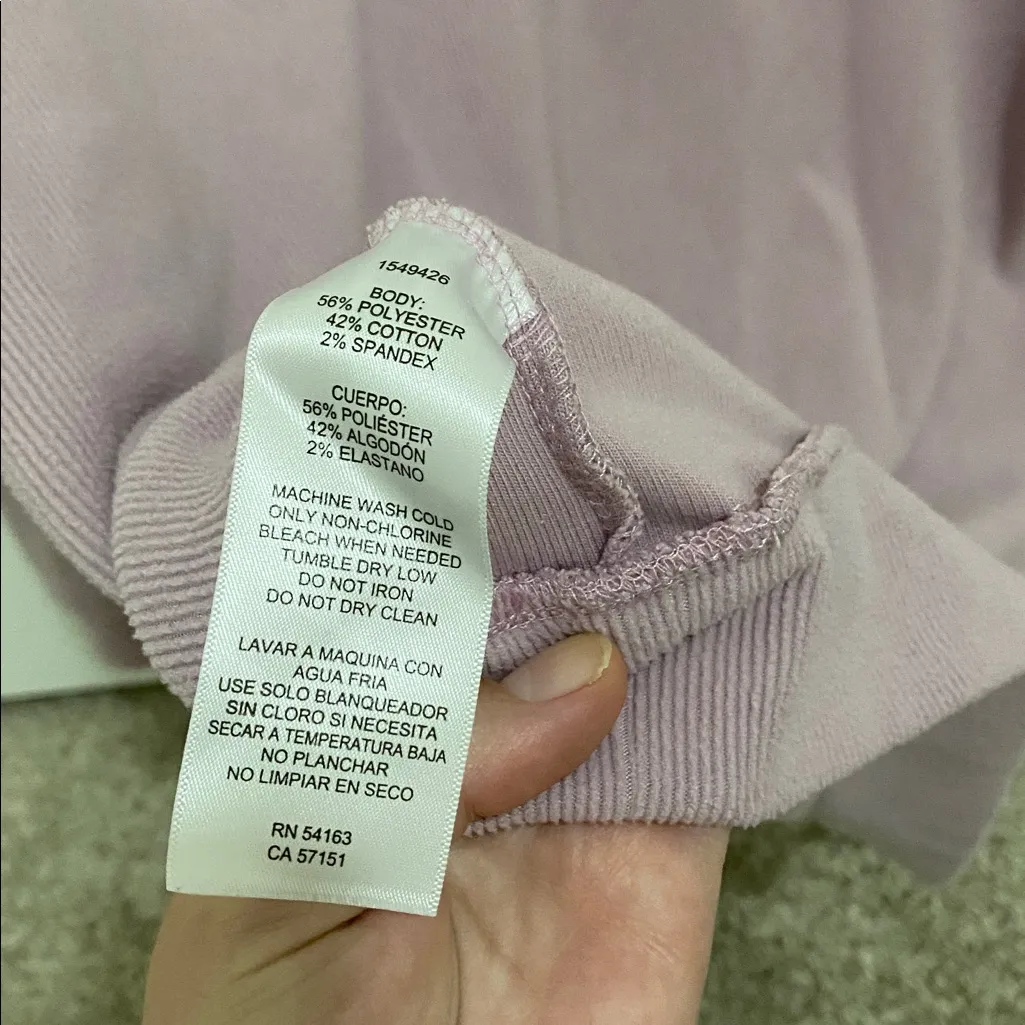 1549426
BODY:
56% POLYESTER
42% COTTON
2% SPANDEX
CUERPO:
56% POLIÉSTER
42% ALGODÓN
2% ELASTANO
MACHINE WASH COLD
ONLY NON-CHLORINE
BLEACH WHEN NEEDED
TUMBLE DRY LOW
DO NOT IRON
DO NOT DRY CLEAN
LAVAR A MAQUINA CON
AGUA FRIA
USE SOLO BLANQUEADOR
SIN CLORO SI NECESITA
SECAR A TEMPERATURA BAJA
NO PLANCHAR
NO LIMPIAR EN SECO
RN 54163
CA 57151